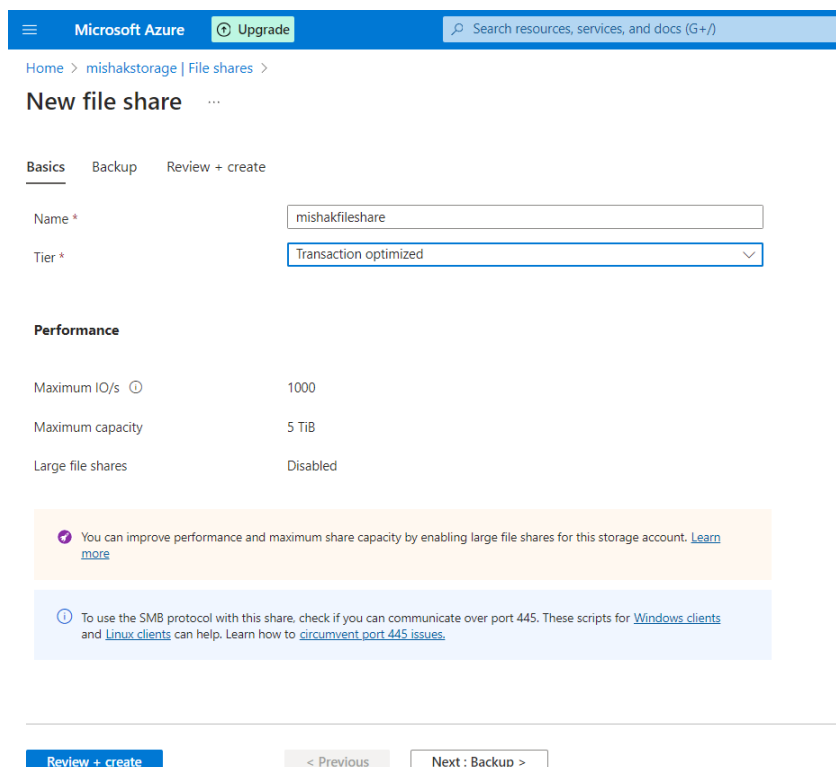 Microsoft Azure
Upgrade
Search resources, services, and docs (G+/)
Home > mishakstorage | File shares >
New file share ...
Basics Backup Review + create
Name *
mishakfileshare
Tier *
Transaction optimized
Performance
Maximum IO/s 1000
Maximum capacity 5 TiB
Large file shares Disabled
You can improve performance and maximum share capacity by enabling large file shares for this storage account. Learn
more
To use the SMB protocol with this share, check if you can communicate over port 445. These scripts for Windows clients
and Linux clients can help. Learn how to circumvent port 445 issues.
Review + create < Previous Next : Backup >